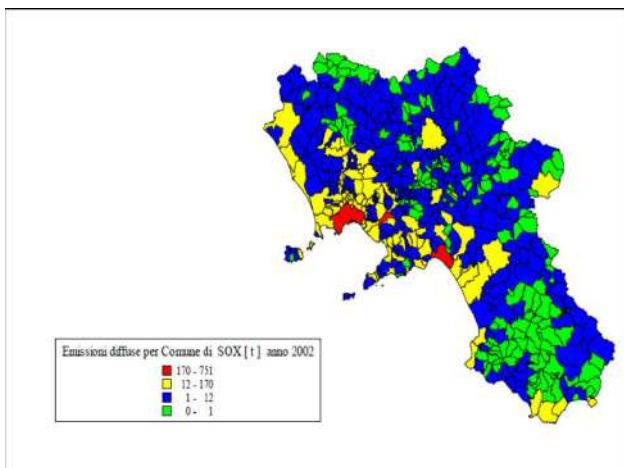 Emissioni diffuse per Comune di SOX [ t ] anno 2002
170 - 751
12 - 170
1 - 12
0 - 1